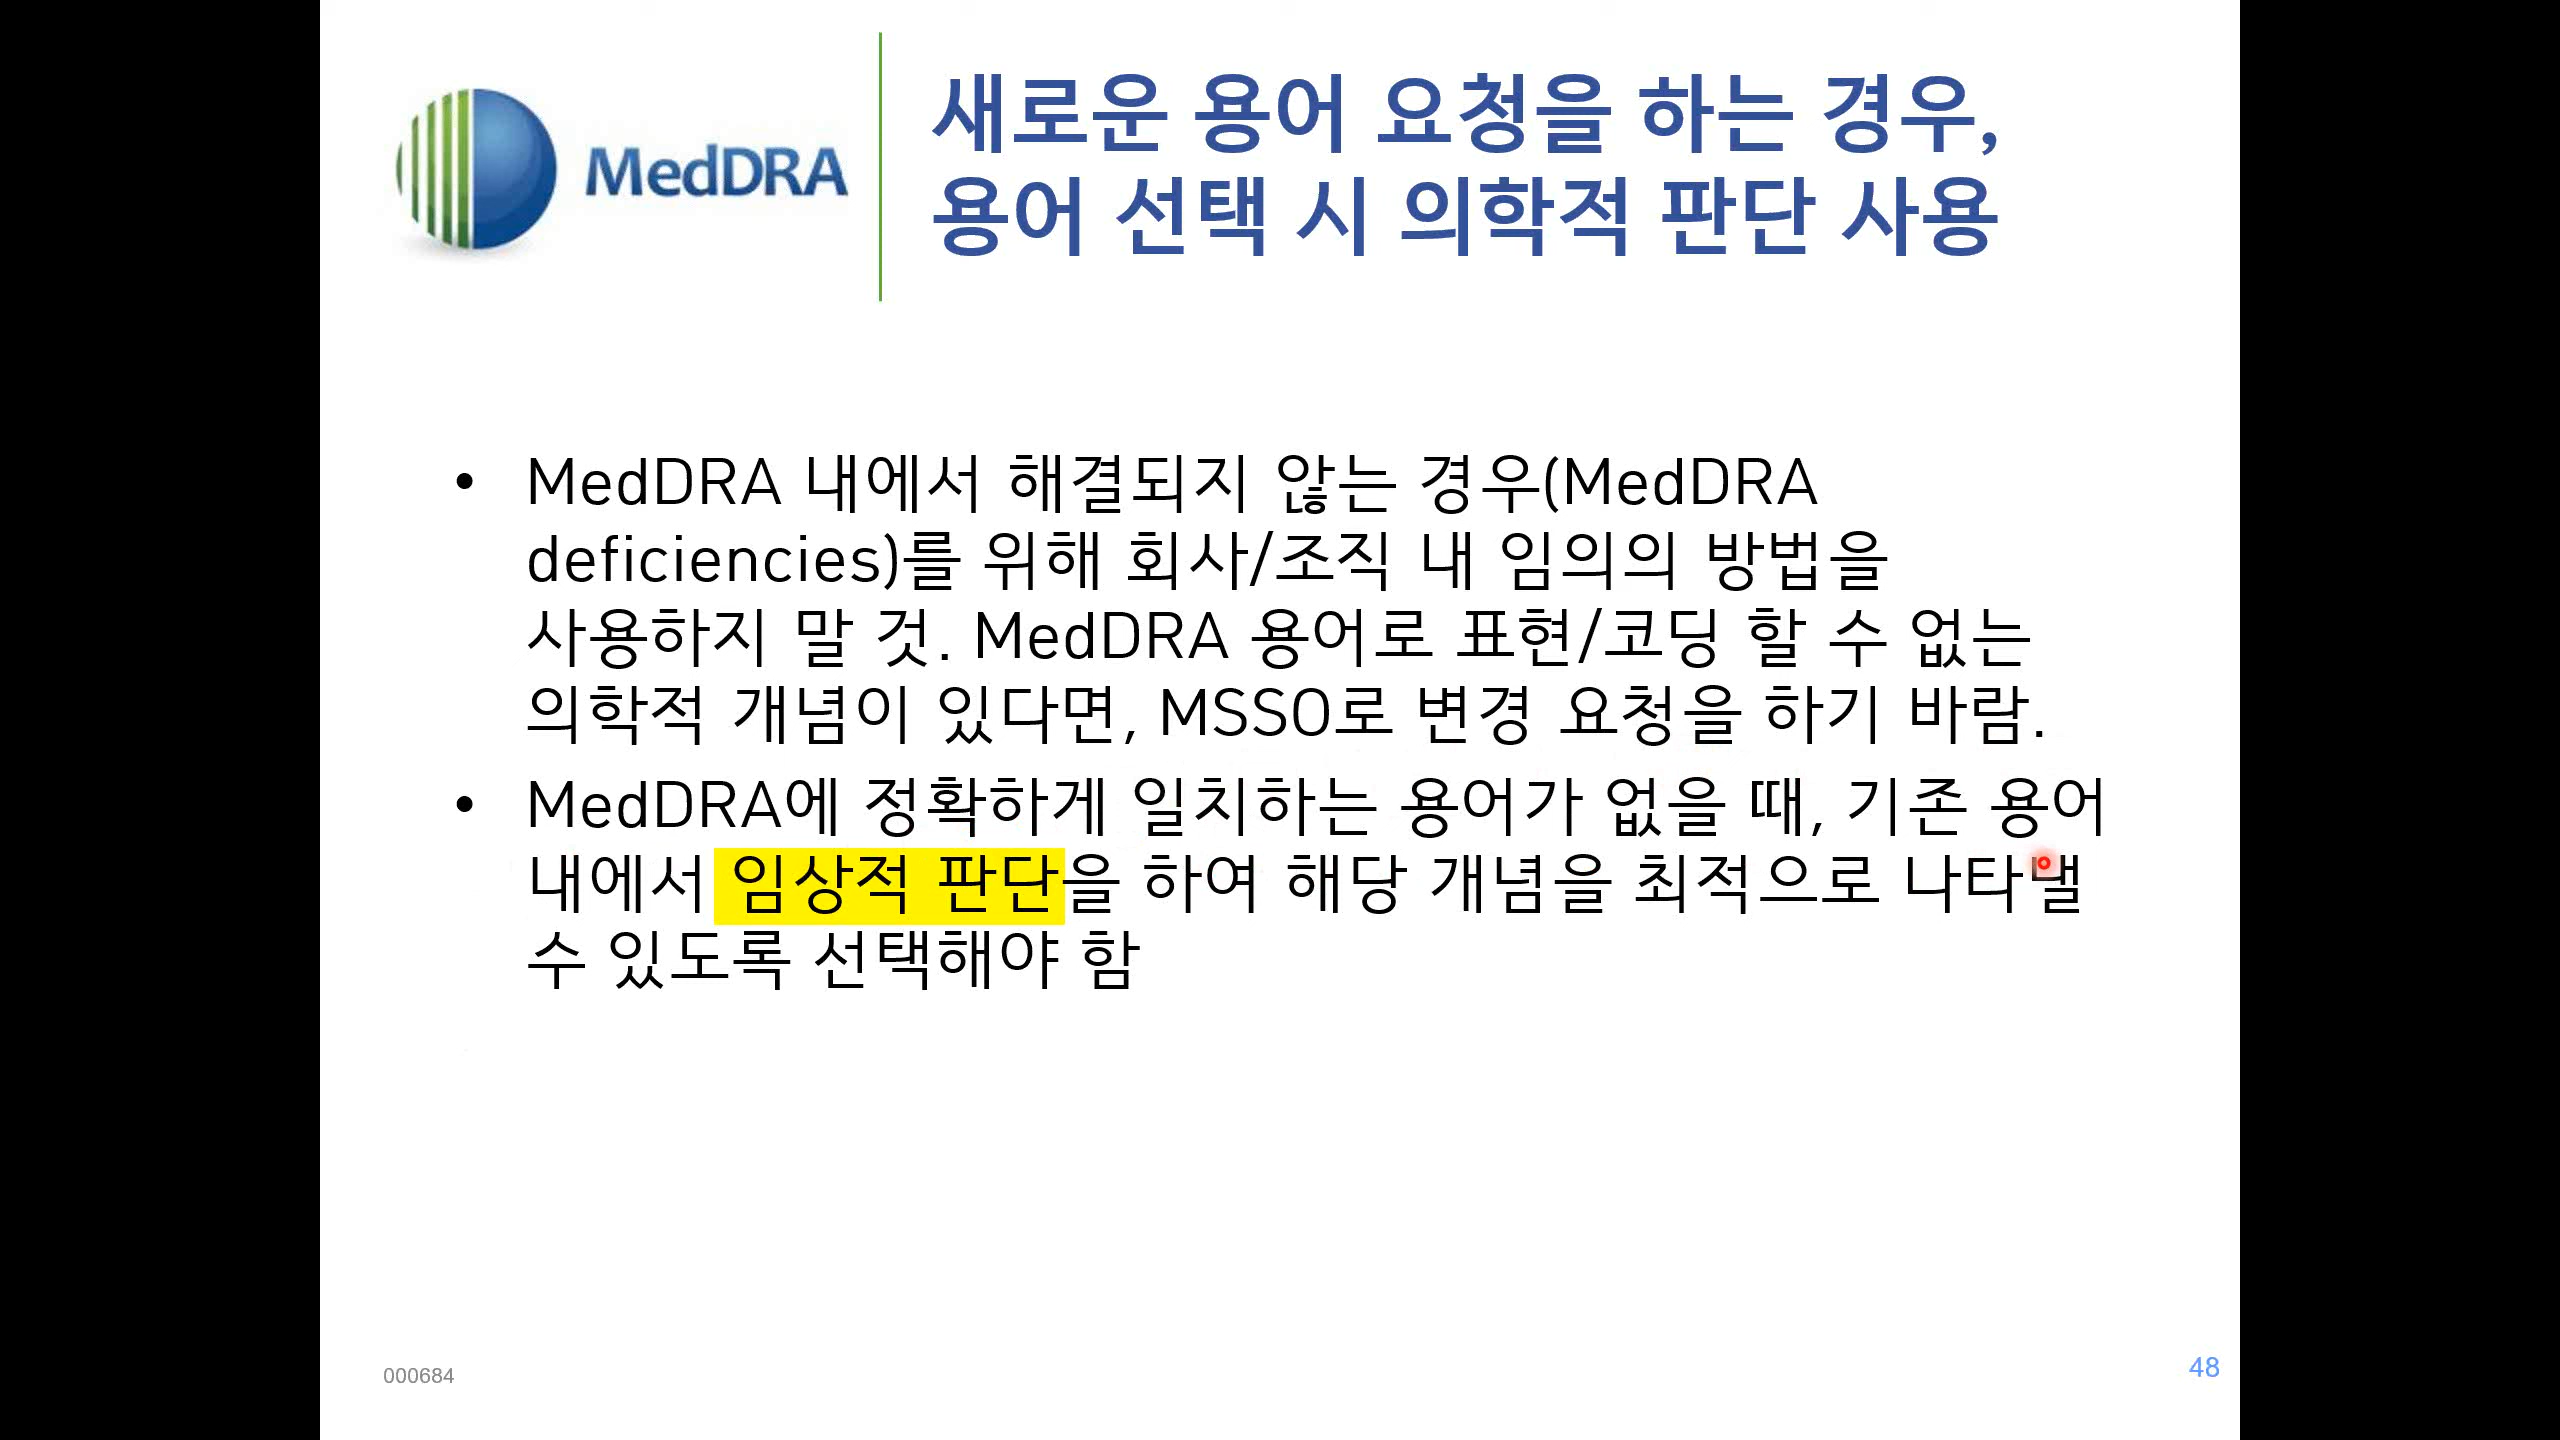 MedDRA
새로운 용어 요청을 하는 경우,
용어 선택 시 의학적 판단 사용
• MedDRA 내에서 해결되지 않는 경우(MedDRA
deficiencies)를 위해 회사/조직 내 임의의 방법을
사용하지 말 것. MedDRA 용어로 표현/코딩 할 수 없는
의학적 개념이 있다면, MSSO로 변경 요청을 하기 바람.
• MedDRA에 정확하게 일치하는 용어가 없을 때, 기존 용어
내에서 임상적 판단을 하여 해당 개념을 최적으로 나타낼
수 있도록 선택해야 함
000684
48